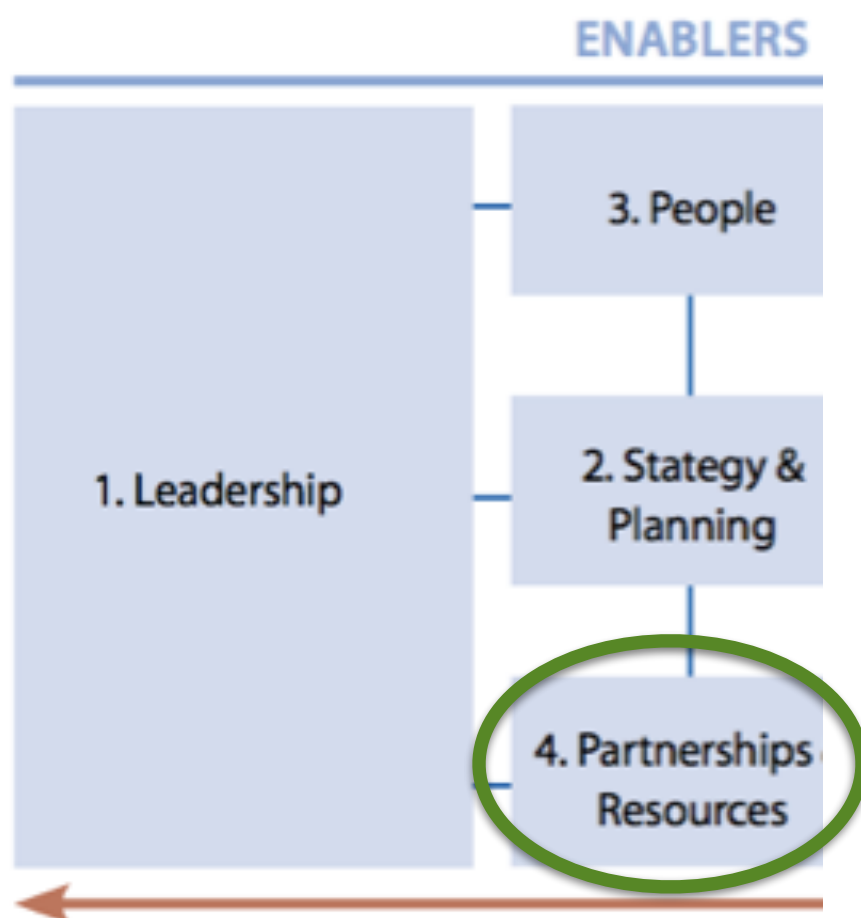 ENABLERS
3. People
1. Leadership
2. Stategy &
Planning
4. Partnerships
Resources